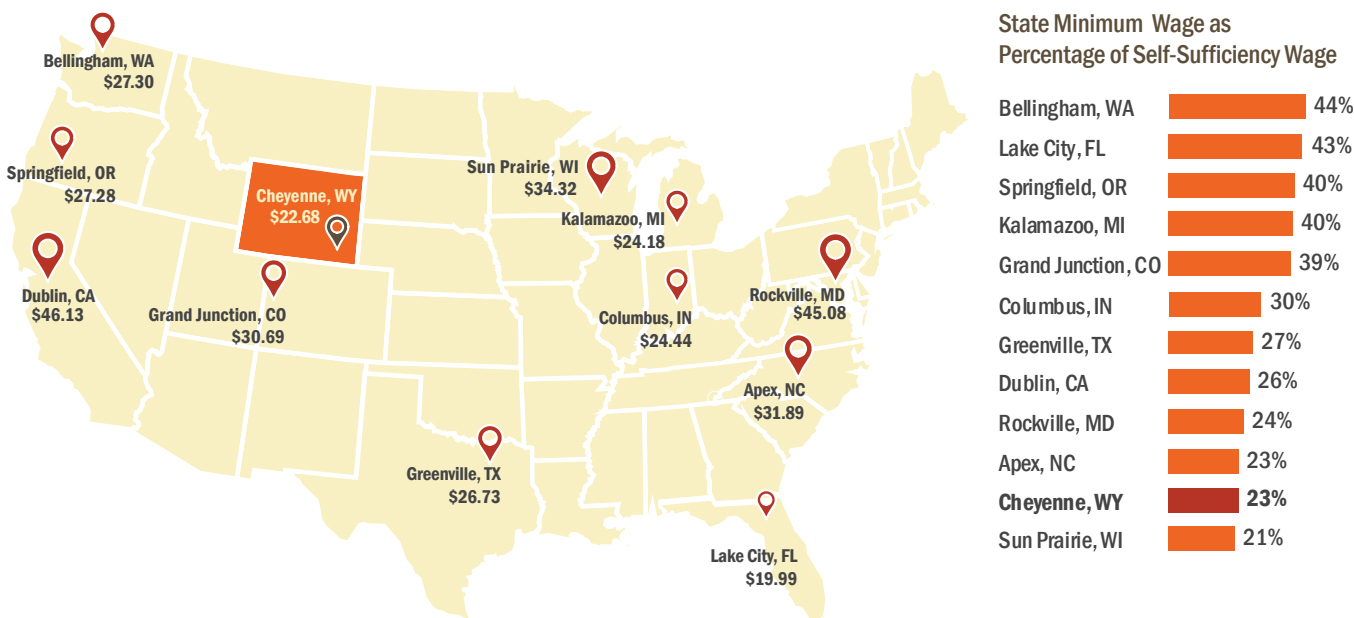 Bellingham, WA
$27.30
Springfield, OR
$27.28
Dublin, CA
$46.13
Cheyenne, WY
$22.68
Grand Junction, CO
$30.69
Sun Prairie, WI
$34.32
Kalamazoo, MI
$24.18
Columbus, IN
$24.44
Rockville, MD
$45.08
Apex, NC
$31.89
Greenville, TX
$26.73
Lake City, FL
$19.99
State Minimum Wage as
Percentage of Self-Sufficiency Wage
Bellingham, WA 44%
Lake City, FL 43%
Springfield, OR 40%
Kalamazoo, MI 40%
Grand Junction, CO 39%
Columbus, IN 30%
Greenville, TX 27%
Dublin, CA 26%
Rockville, MD 24%
Apex, NC 23%
Cheyenne, WY 23%
Sun Prairie, WI 21%